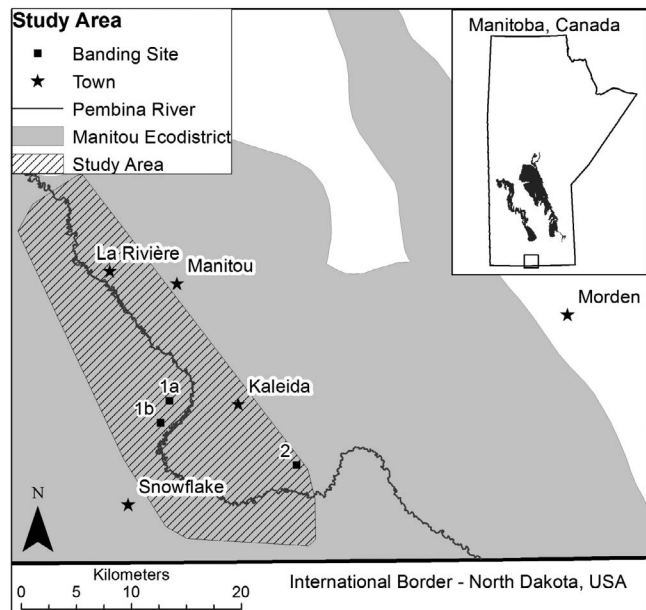 Study Area
Banding Site
Town
Pembina River
Manitou Ecodistrict
Study Area
Manitoba, Canada
La Rivière
Manitou
Morden
1a
Kaleida
1b
2
Snowflake
N
Kilometers
0 5 10 20
International Border - North Dakota, USA